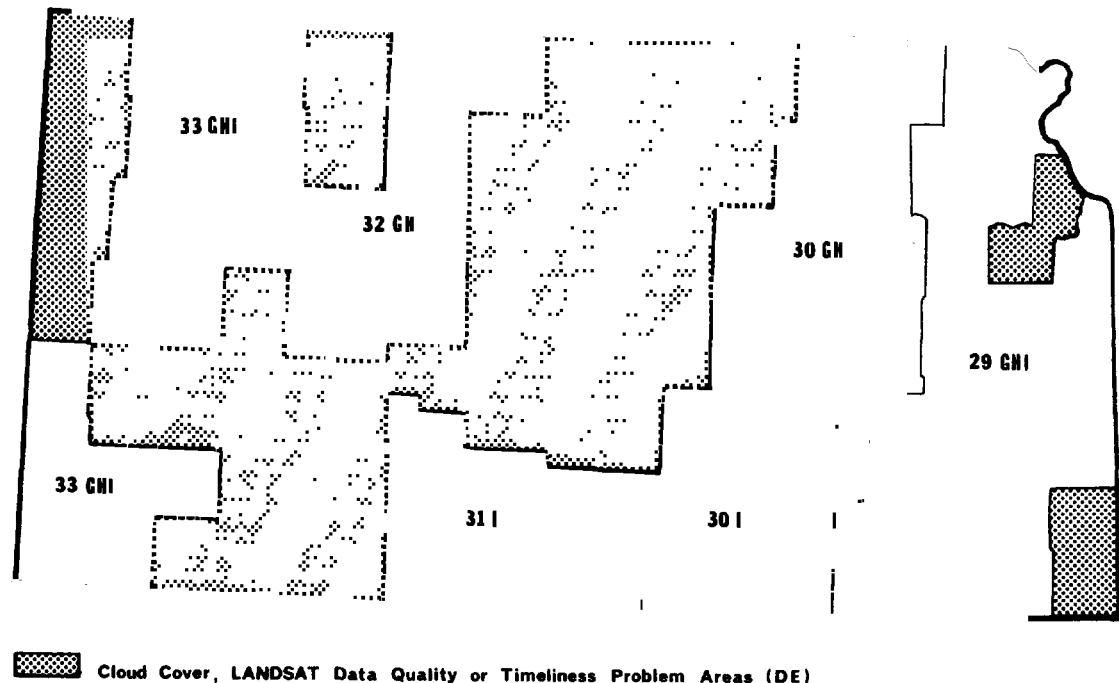 33 GHI
32 GH
30 GH
29 GHI
33 GHI
31 I
30 I
Cloud Cover, LANDSAT Data Quality or Timeliness Problem Areas (DE)